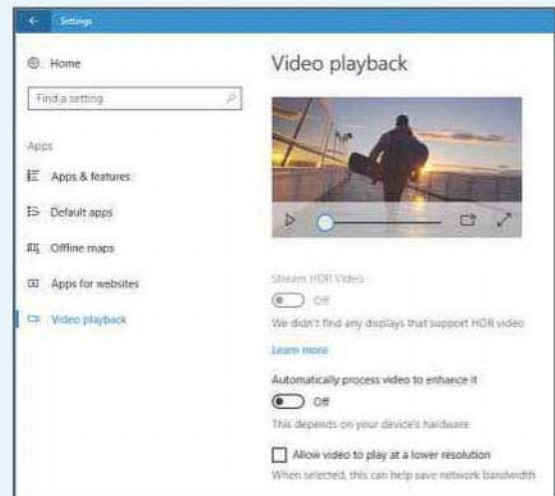 Settings
Home
Find a setting
Apps
Apps & features
Default apps
Offline maps
Apps for websites
Video playback
Video playback
Stream HDR Video
Off
We didn't find any displays that support HDR video
Learn more
Automatically process video to enhance it
Off
This depends on your device's hardware
Allow video to play at a lower resolution
When selected, this can help save network bandwidth